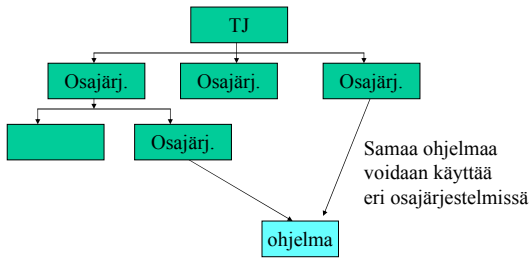 TJ
Osajärj.
Osajärj.
Osajärj.
Osajärj.
Samaa ohjelmaa
voidaan käyttää
eri osajärjestelmissä
ohjelma